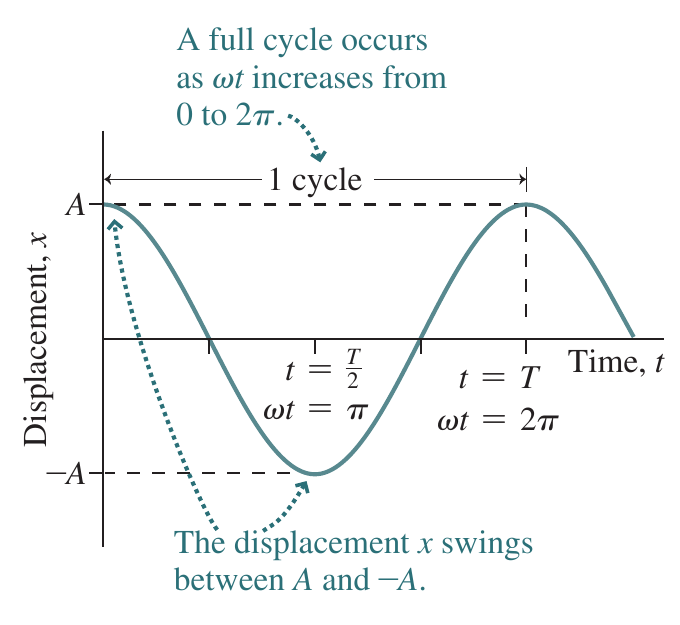 A full cycle occurs
as ωt increases from
0 to 2π.
1 cycle
A
Displacement, x
t = T/2
ωt = π
t = T
ωt = 2π
Time, t
−A
The displacement x swings
between A and −A.